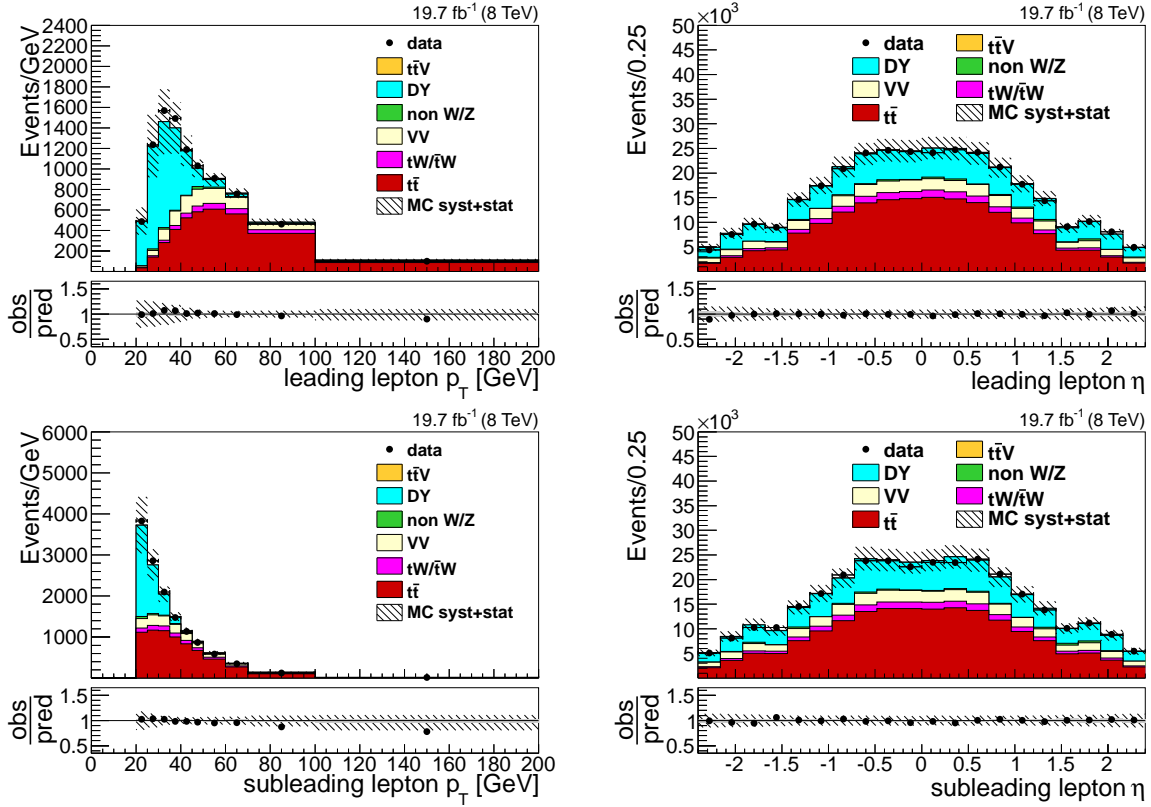 19.7 fb⁻¹ (8 TeV)
Events/GeV
2400
2200
2000
1800
1600
1400
1200
1000
800
600
400
200
data
tt̄V
DY
non W/Z
VV
tW/t̄W
tt̄
MC syst+stat
obs
pred
1.5
1
0.5
0 20 40 60 80 100 120 140 160 180 200
leading lepton p_T [GeV]
×10³
19.7 fb⁻¹ (8 TeV)
Events/0.25
50
45
40
35
30
25
20
15
10
5
data tt̄V
DY non W/Z
VV tW/t̄W
tt̄ MC syst+stat
obs
pred
1.5
1
0.5
-2 -1.5 -1 -0.5 0 0.5 1 1.5 2
leading lepton η
19.7 fb⁻¹ (8 TeV)
Events/GeV
6000
5000
4000
3000
2000
1000
data
tt̄V
DY
non W/Z
VV
tW/t̄W
tt̄
MC syst+stat
obs
pred
1.5
1
0.5
0 20 40 60 80 100 120 140 160 180 200
subleading lepton p_T [GeV]
×10³
19.7 fb⁻¹ (8 TeV)
Events/0.25
50
45
40
35
30
25
20
15
10
5
data tt̄V
DY non W/Z
VV tW/t̄W
tt̄ MC syst+stat
obs
pred
1.5
1
0.5
-2 -1.5 -1 -0.5 0 0.5 1 1.5 2
subleading lepton η